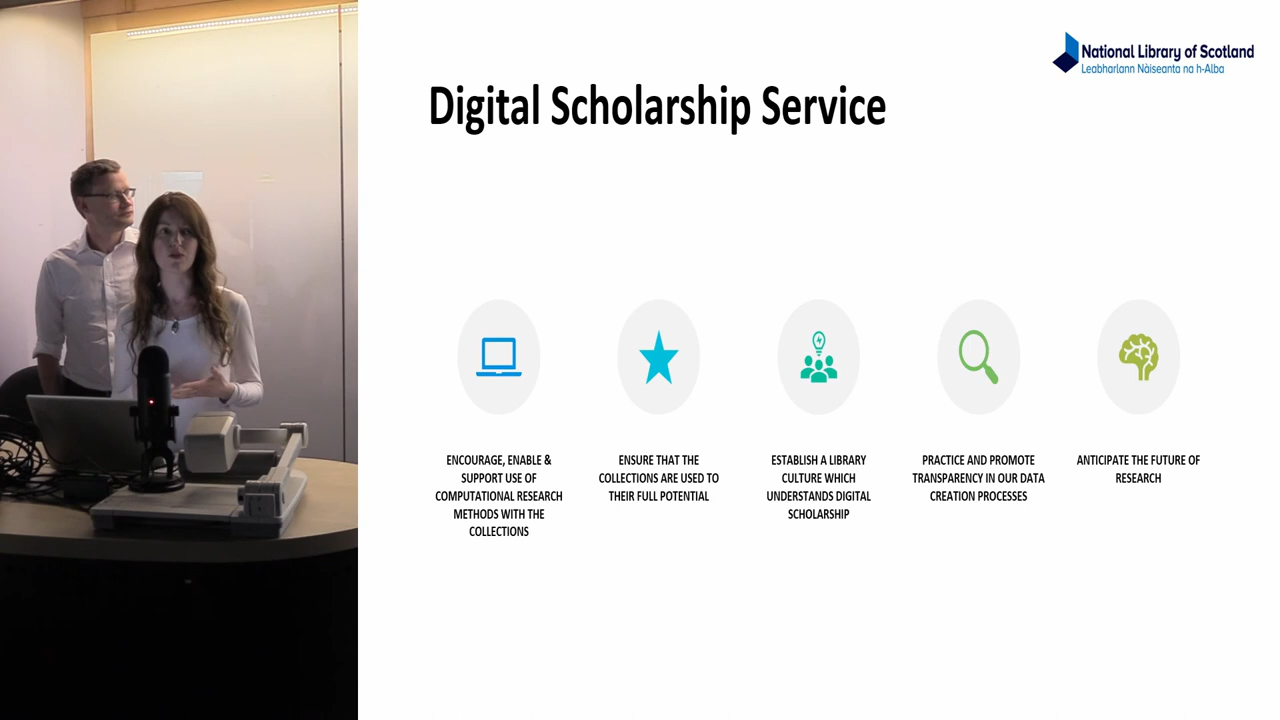 National Library of Scotland
Leabharlann Nàiseanta na h-Alba
Digital Scholarship Service
ENCOURAGE, ENABLE &
SUPPORT USE OF
COMPUTATIONAL RESEARCH
METHODS WITH THE
COLLECTIONS
ENSURE THAT THE
COLLECTIONS ARE USED TO
THEIR FULL POTENTIAL
ESTABLISH A LIBRARY
CULTURE WHICH
UNDERSTANDS DIGITAL
SCHOLARSHIP
PRACTICE AND PROMOTE
TRANSPARENCY IN OUR DATA
CREATION PROCESSES
ANTICIPATE THE FUTURE OF
RESEARCH